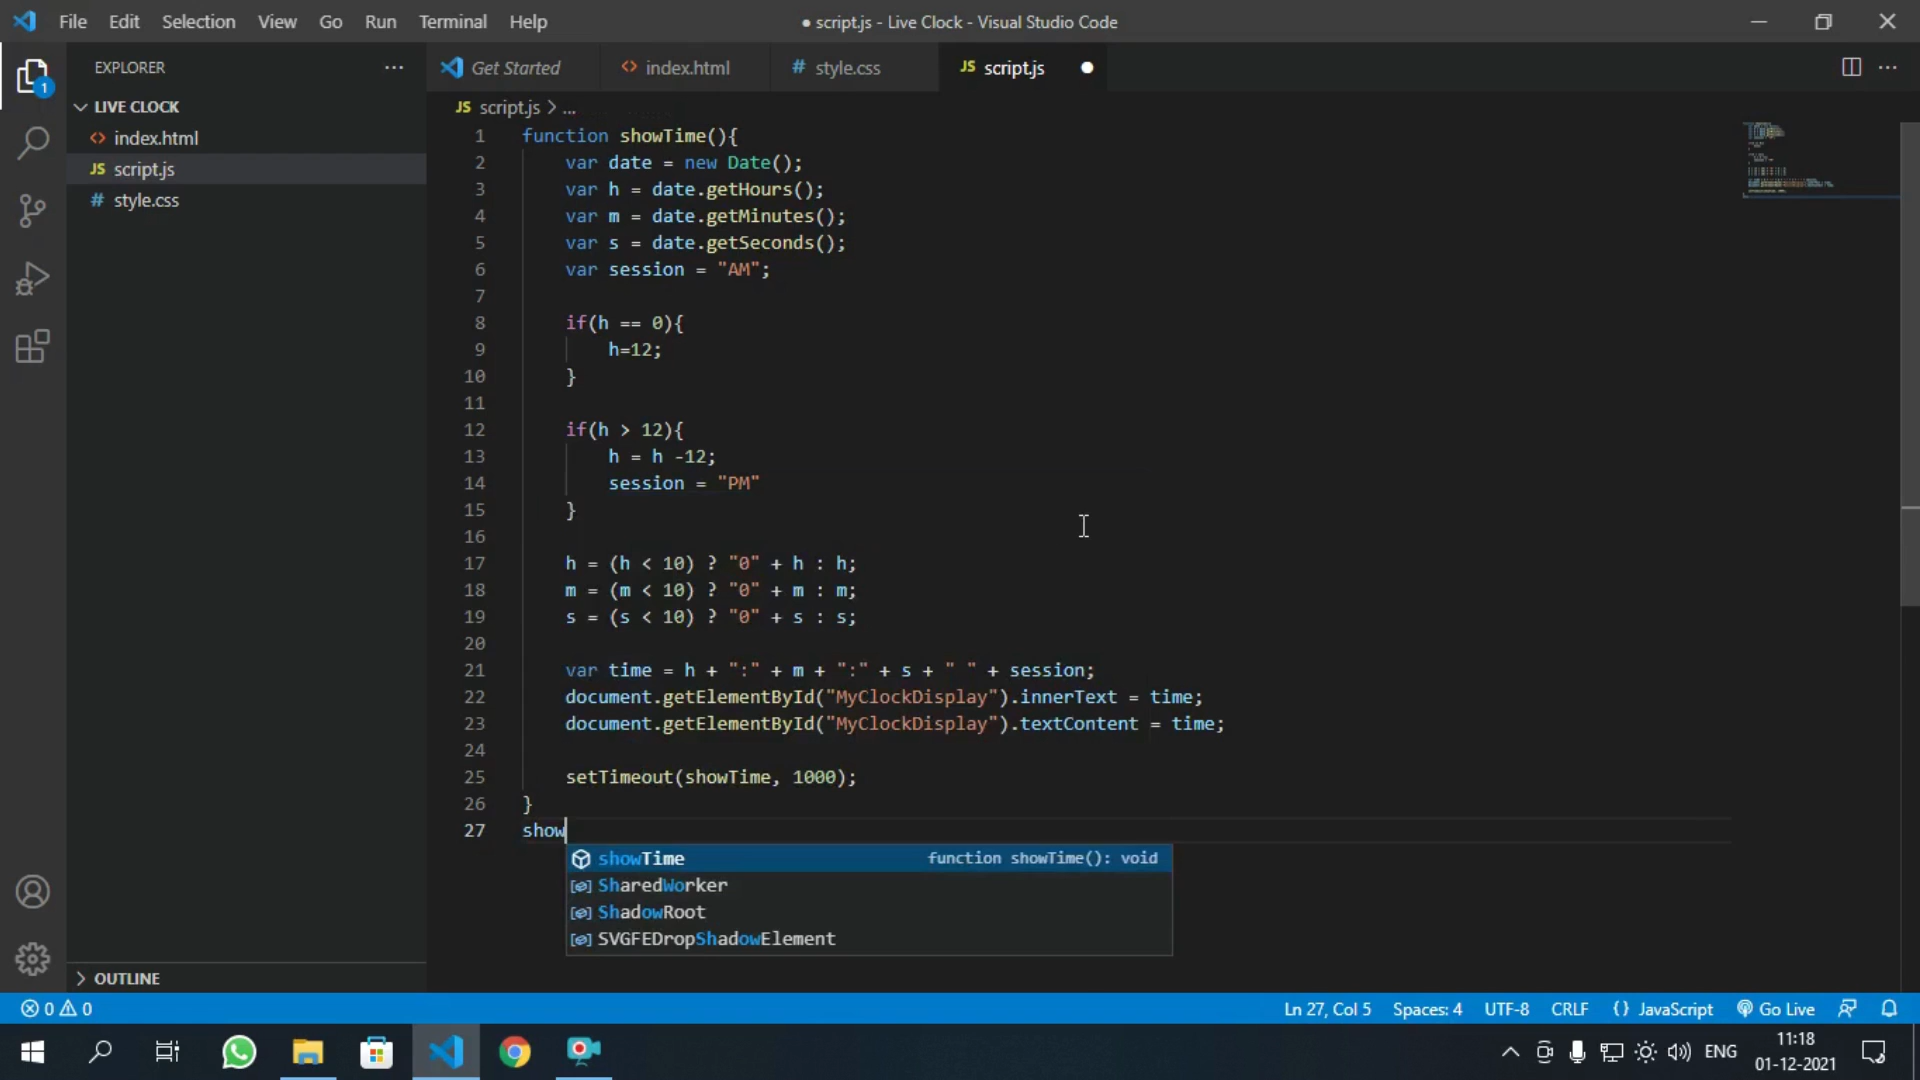 File Edit Selection View Go Run Terminal Help
● script.js - Live Clock - Visual Studio Code
EXPLORER
LIVE CLOCK
index.html
JS script.js
# style.css
OUTLINE
1
Get Started
<> index.html
# style.css
JS script.js
JS script.js > ...
1 function showTime(){
2 var date = new Date();
3 var h = date.getHours();
4 var m = date.getMinutes();
5 var s = date.getSeconds();
6 var session = "AM";
7
8 if(h == 0){
9 h=12;
10 }
11
12 if(h > 12){
13 h = h -12;
14 session = "PM"
15 }
16
17 h = (h < 10) ? "0" + h : h;
18 m = (m < 10) ? "0" + m : m;
19 s = (s < 10) ? "0" + s : s;
20
21 var time = h + ":" + m + ":" + s + " " + session;
22 document.getElementById("MyClockDisplay").innerText = time;
23 document.getElementById("MyClockDisplay").textContent = time;
24
25 setTimeout(showTime, 1000);
26 }
27 show
showTime function showTime(): void
SharedWorker
ShadowRoot
SVGFEDropShadowElement
0 0 Ln 27, Col 5 Spaces: 4 UTF-8 CRLF {} JavaScript Go Live
ENG 11:18
01-12-2021